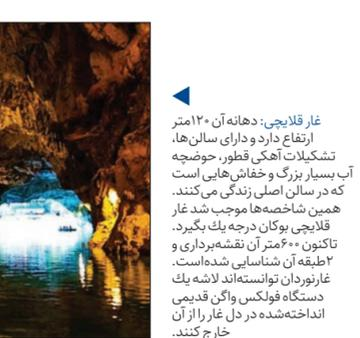 غار قلایچی: دهانه آن ۱۲۰متر
ارتفاع دارد و دارای سالن‌ها،
تشکیلات آهکی قطور، حوضچه
آب بسیار بزرگ و خفاش‌هایی است
که در سالن اصلی زندگی می‌کنند.
همین شاخصه‌ها موجب شد غار
قلایچی بوکان درجه یك بگیرد.
تاکنون ۶۰۰متر آن نقشه‌برداری و
۲طبقه آن شناسایی شده‌است.
غارنوردان توانسته‌اند لاشه یك
دستگاه فولکس واگن قدیمی
انداخته‌شده در دل غار را از آن
خارج کنند.